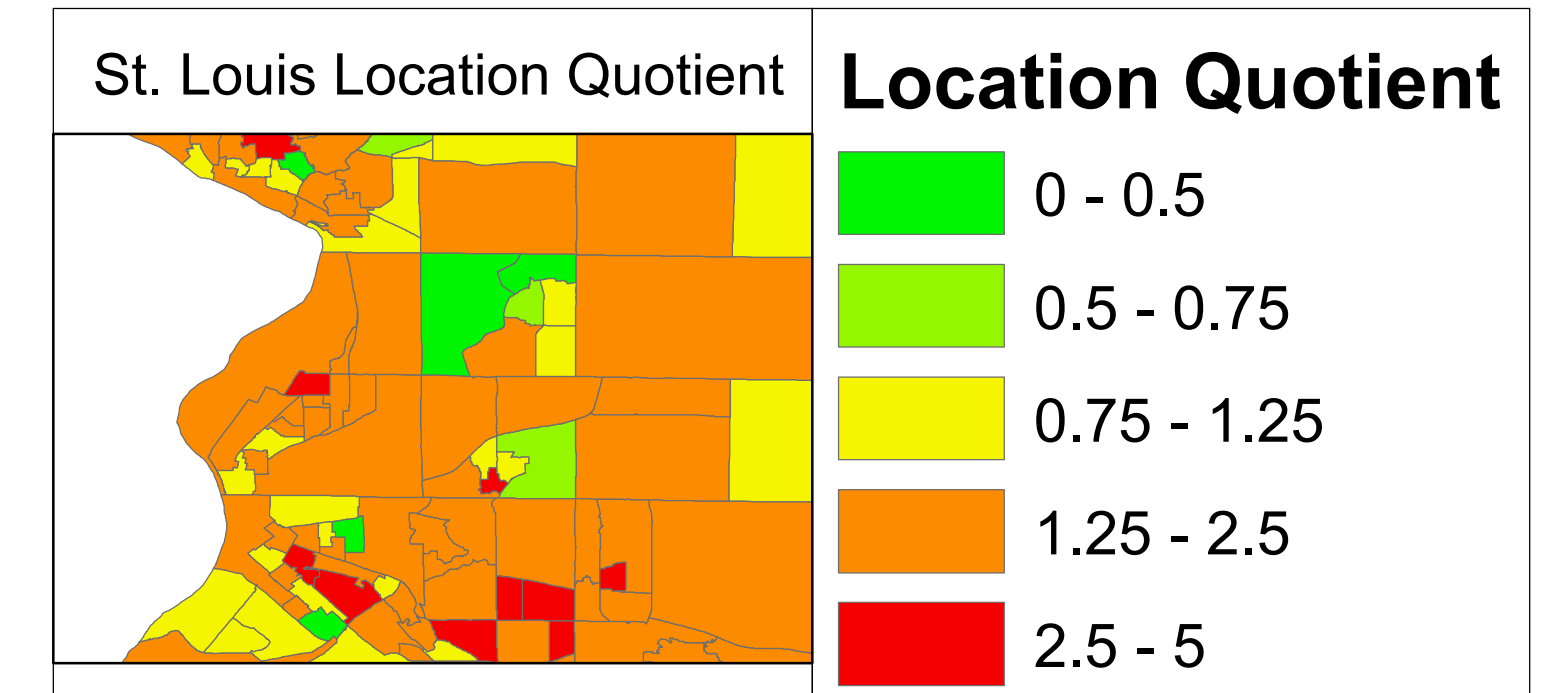 St. Louis Location Quotient
Location Quotient
0 - 0.5
0.5 - 0.75
0.75 - 1.25
1.25 - 2.5
2.5 - 5